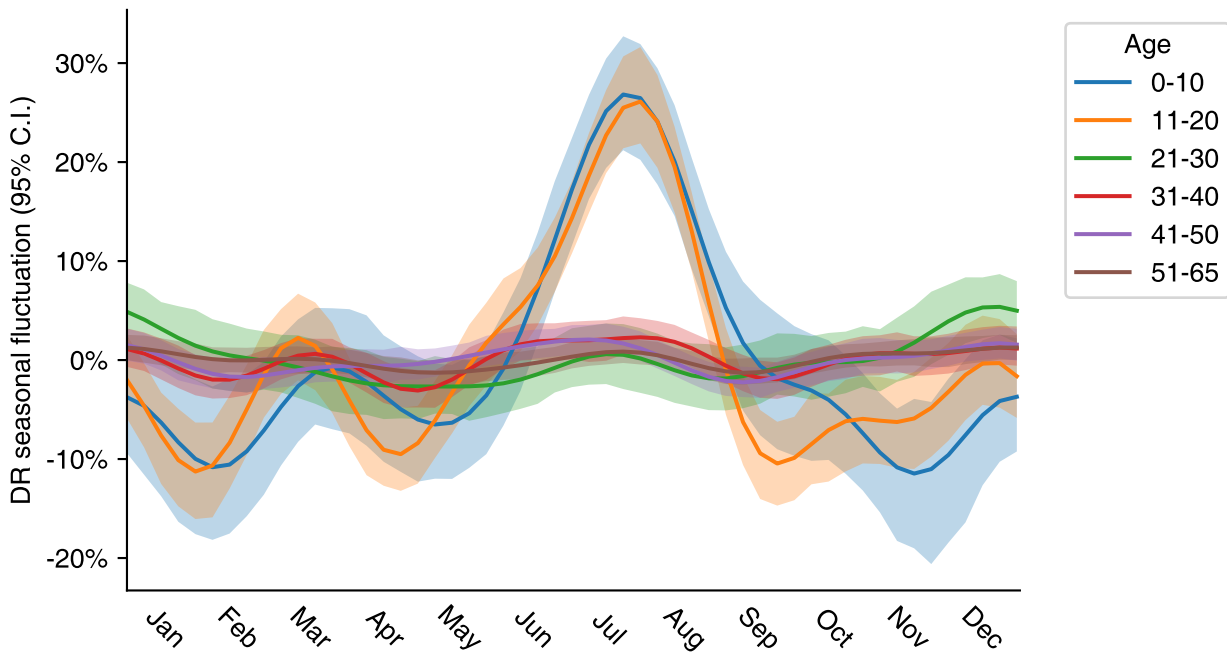 DR seasonal fluctuation (95% C.I.)
30%
20%
10%
0%
-10%
-20%
Jan
Feb
Mar
Apr
May
Jun
Jul
Aug
Sep
Oct
Nov
Dec
Age
0-10
11-20
21-30
31-40
41-50
51-65